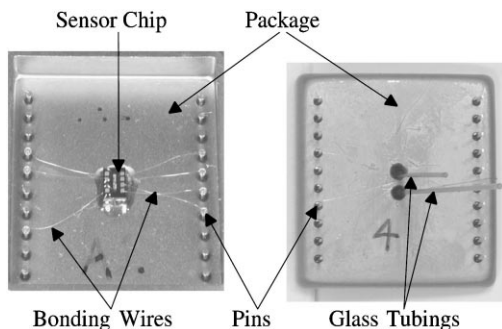 Sensor Chip
Package
4
Bonding Wires
Pins
Glass Tubings